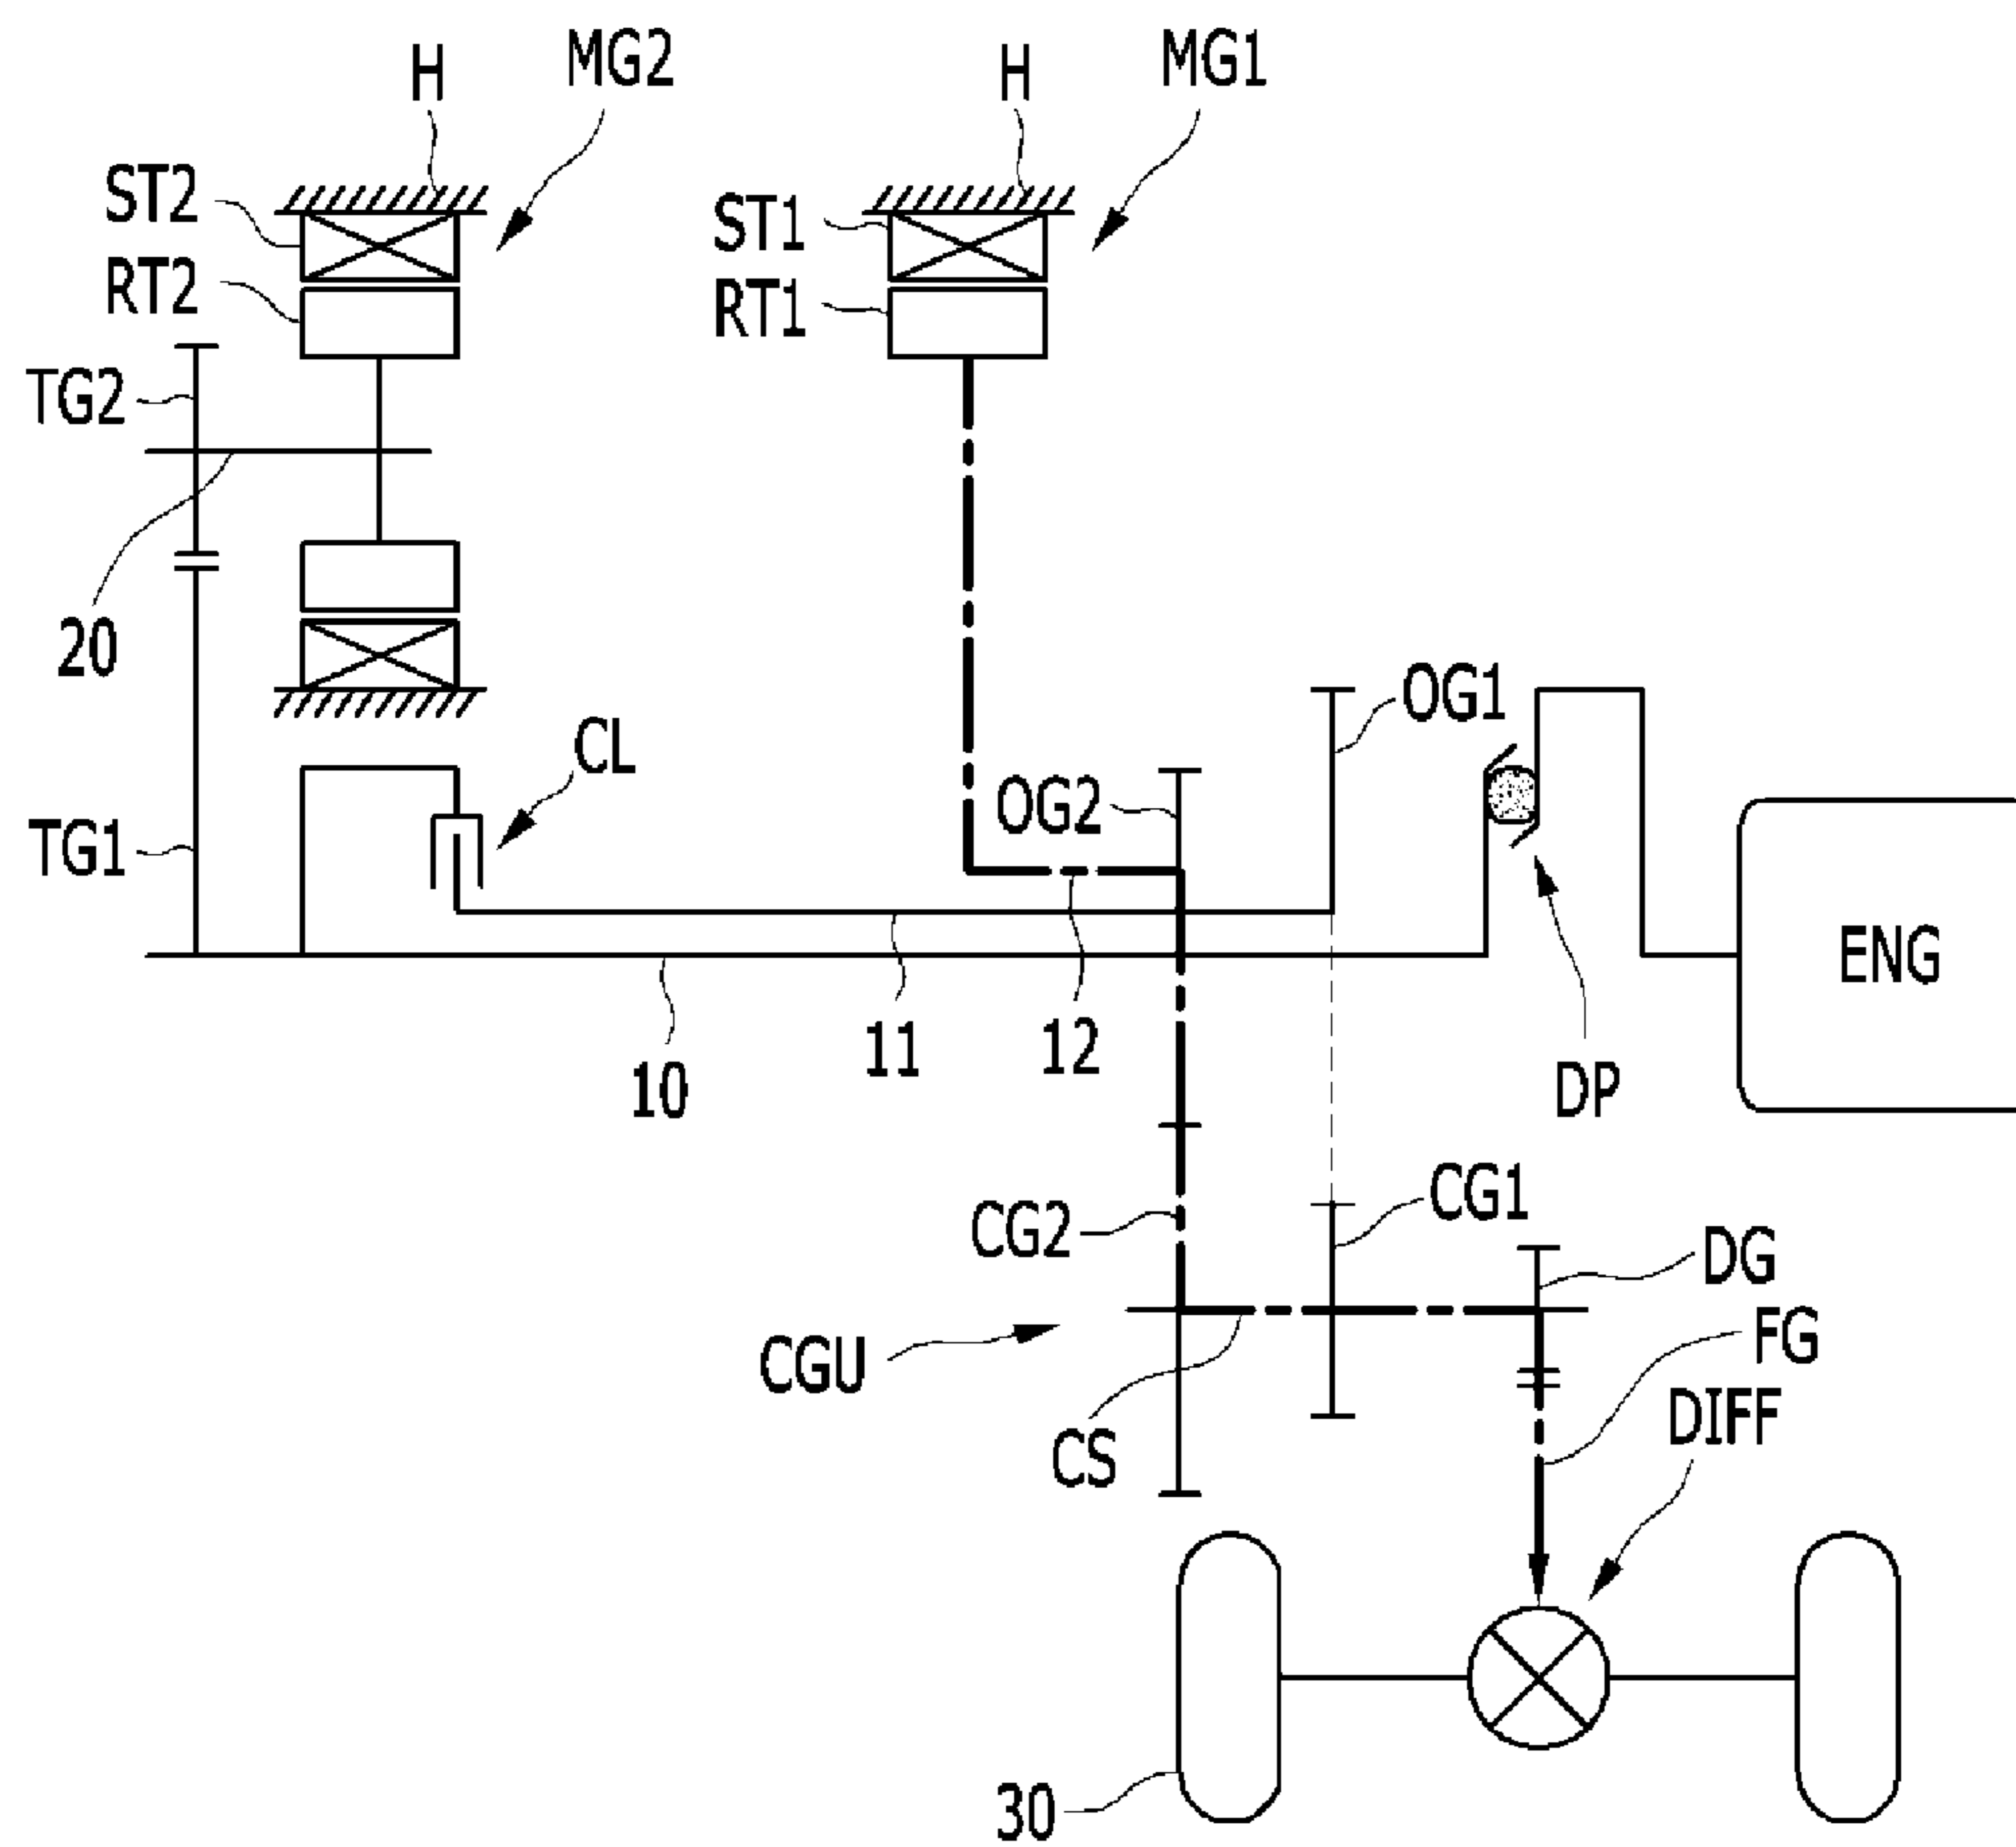 H
MG2
H
MG1
ST2
ST1
RT2
RT1
TG2
20
OG1
CL
OG2
TG1
ENG
11
12
10
DP
CG1
CG2
DG
FG
CGU
DIFF
CS
30